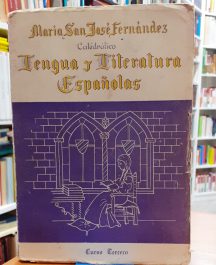 María San José Fernández
Catedrático
Lengua y Literatura
Españolas
Curso Tercero